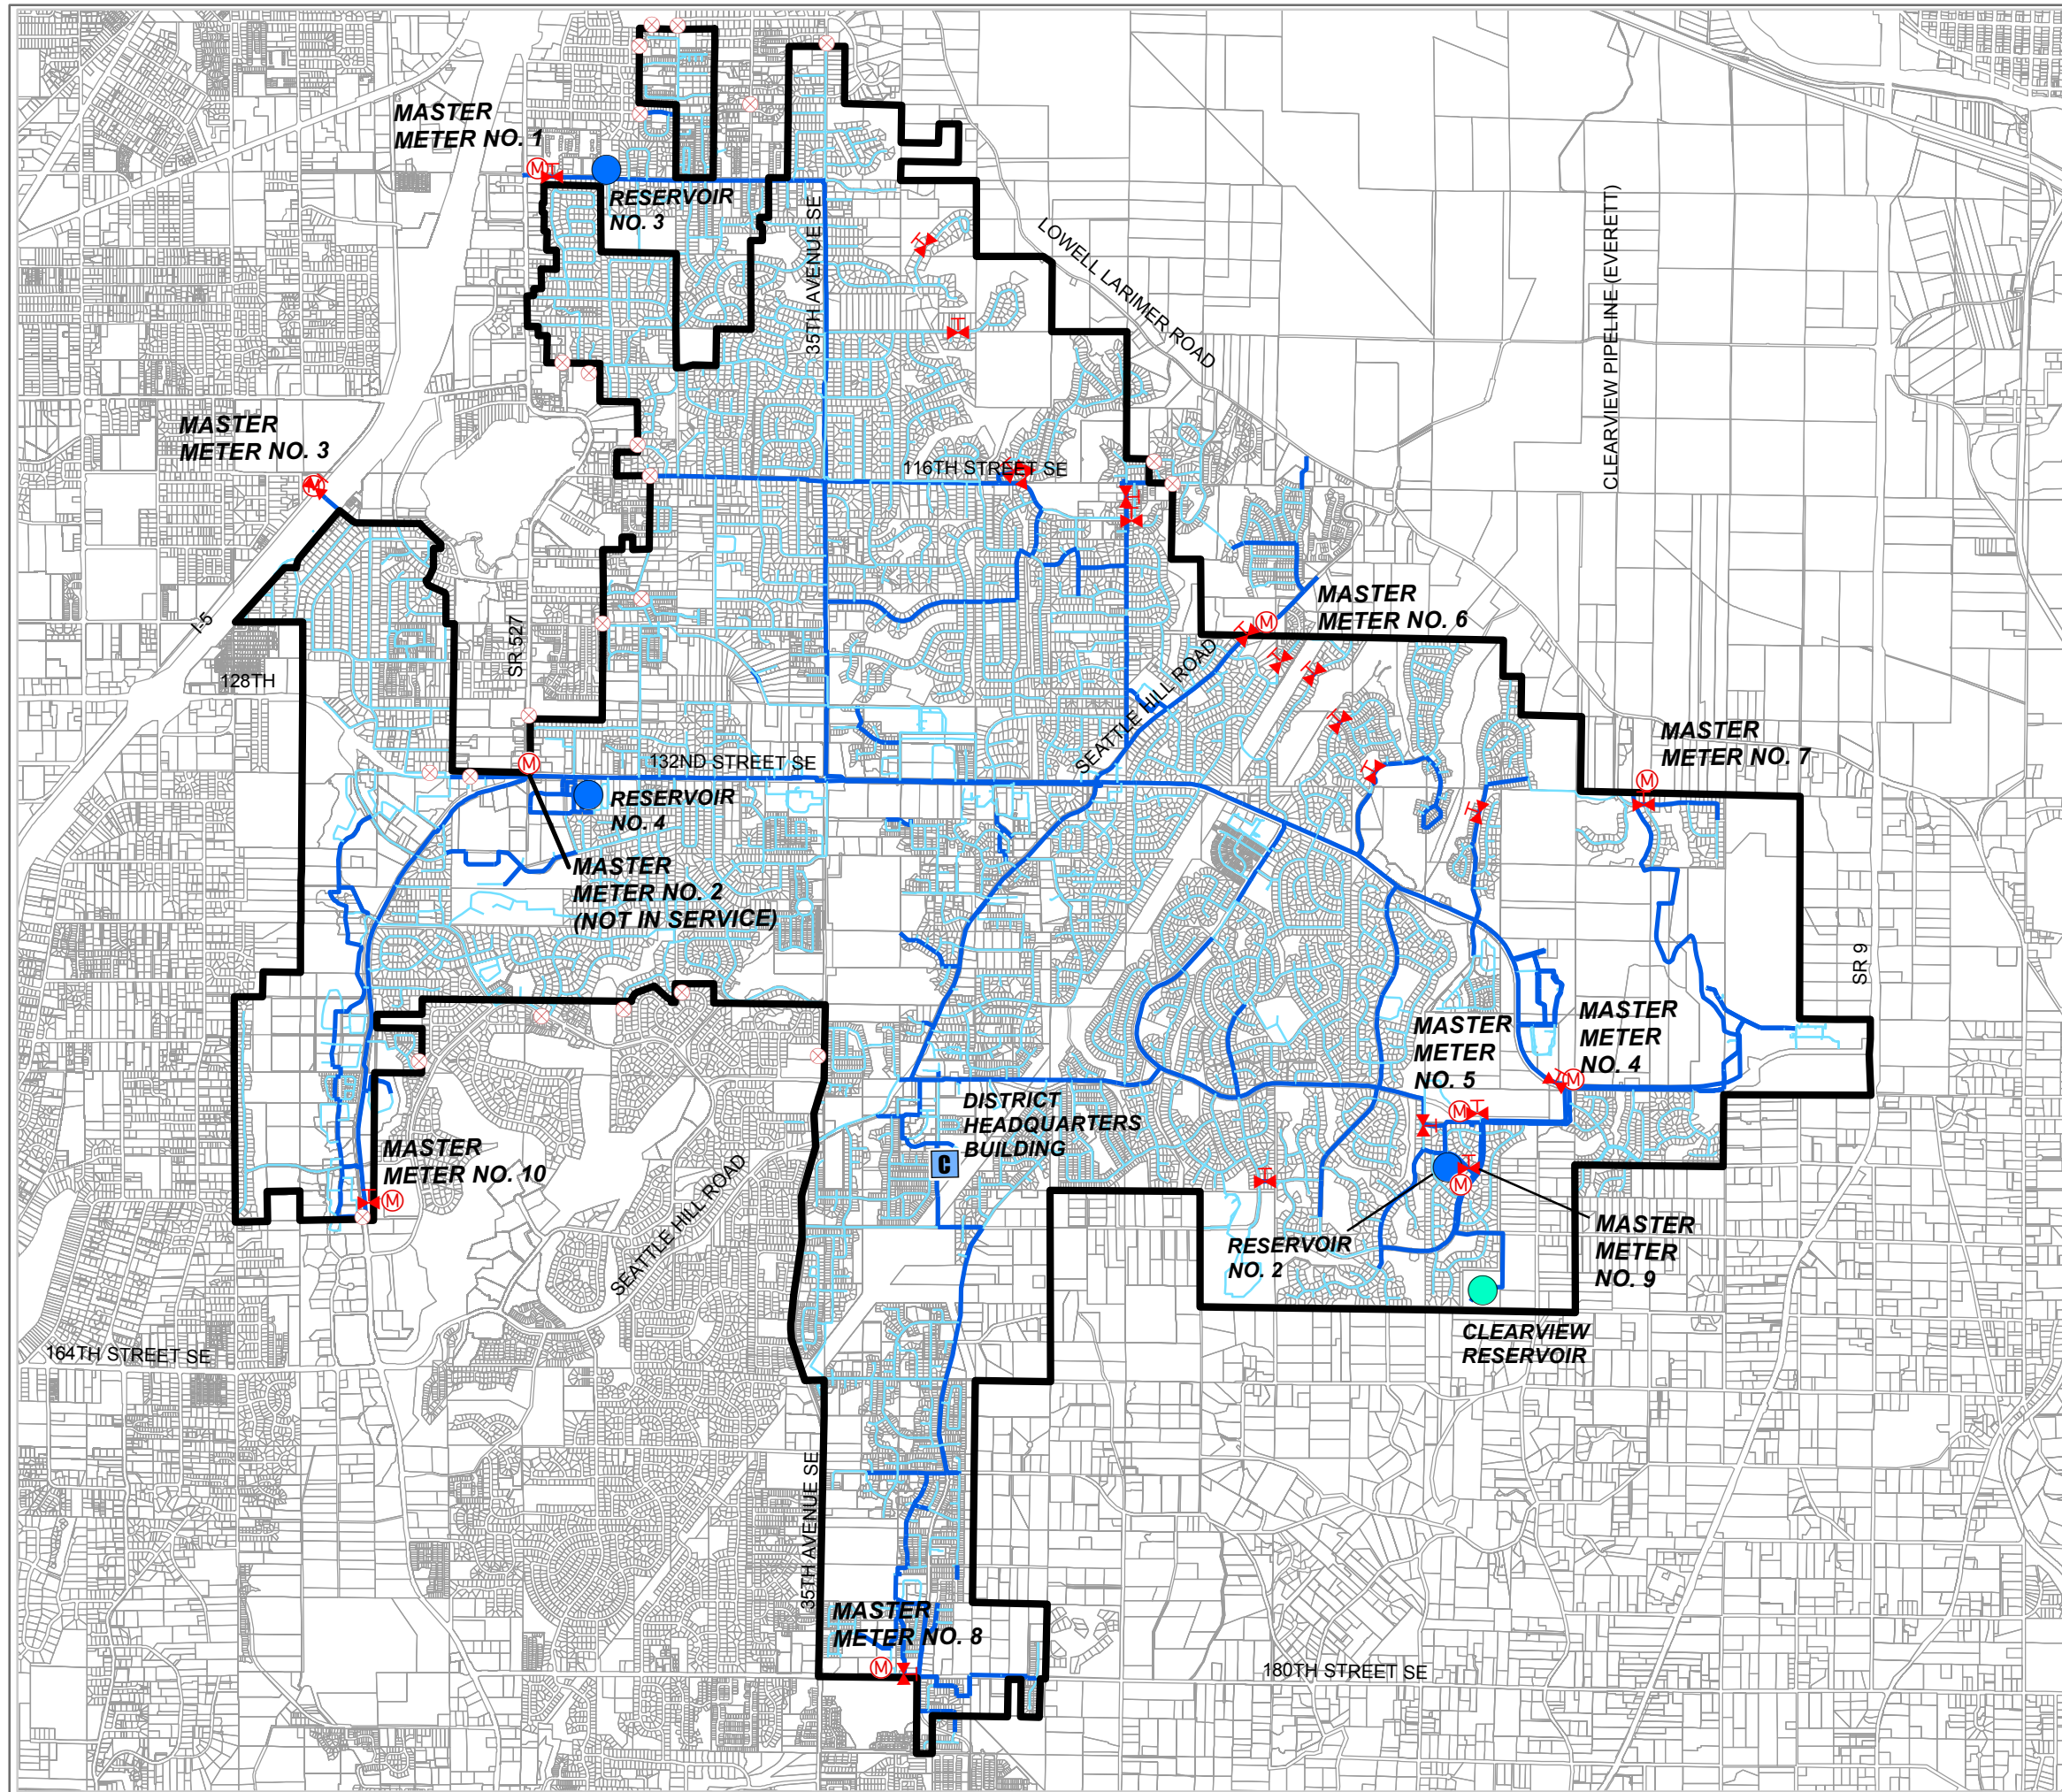 MASTER
METER NO. 1
RESERVOIR
NO. 3
35TH AVENUE SE
LOWELL LARIMER ROAD
CLEARVIEW PIPELINE (EVERETT)
MASTER
METER NO. 3
116TH STREET SE
I-5
128TH
SR 527
MASTER
METER NO. 6
SEATTLE HILL ROAD
MASTER
METER NO. 7
132ND STREET SE
RESERVOIR
NO. 4
MASTER
METER NO. 2
(NOT IN SERVICE)
SR 9
MASTER
METER
NO. 5
MASTER
METER
NO. 4
DISTRICT
HEADQUARTERS
BUILDING
C
MASTER
METER NO. 10
SEATTLE HILL ROAD
RESERVOIR
NO. 2
MASTER
METER
NO. 9
CLEARVIEW
RESERVOIR
164TH STREET SE
35TH AVENUE SE
MASTER
METER NO. 8
180TH STREET SE
M
M
M
M
M
M
M
M
M
M